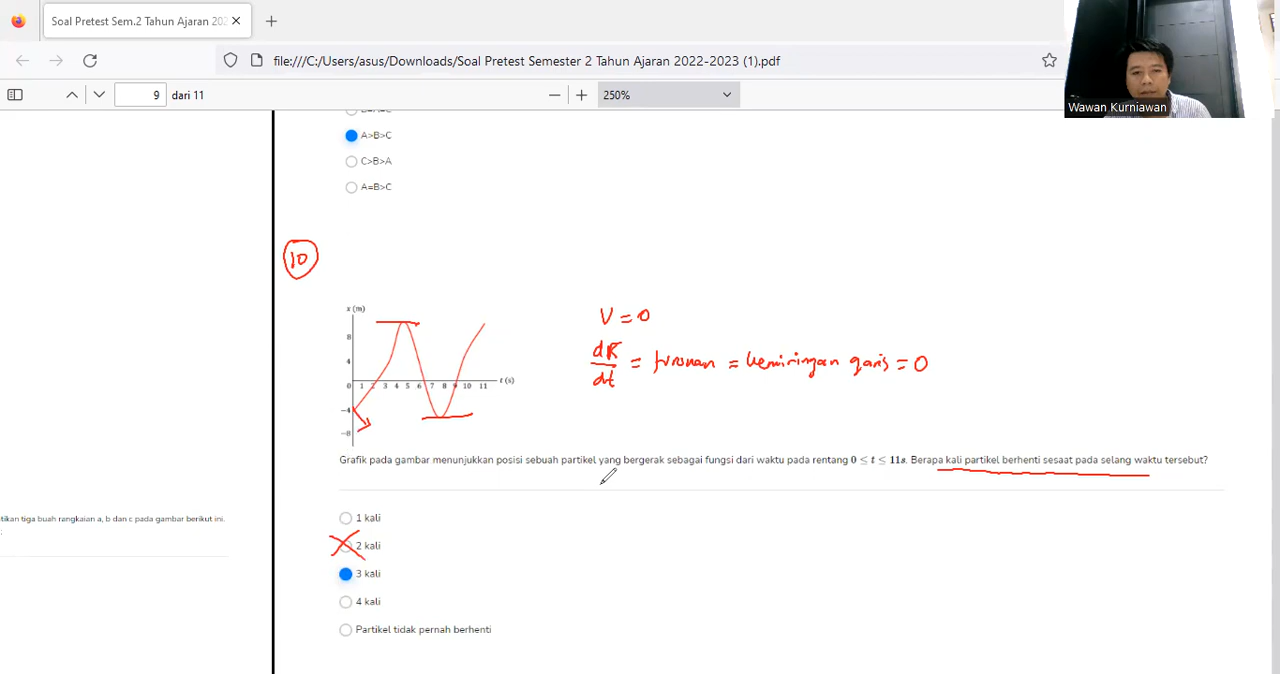 Soal Pretest Sem.2 Tahun Ajaran 202
file:///C:/Users/asus/Downloads/Soal Pretest Semester 2 Tahun Ajaran 2022-2023 (1).pdf
9 dari 11
250%
Wawan Kurniawan
A>B>C
C>B>A
A=B>C
10
x (m)
8
4
0 1 2 3 4 5 6 7 8 9 10 11 t (s)
-4
-8
V = 0
dR/dt = turunan = kemiringan garis = 0
Grafik pada gambar menunjukkan posisi sebuah partikel yang bergerak sebagai fungsi dari waktu pada rentang 0 ≤ t ≤ 11s. Berapa kali partikel berhenti sesaat pada selang waktu tersebut?
tikan tiga buah rangkaian a, b dan c pada gambar berikut ini.
:
1 kali
2 kali
3 kali
4 kali
Partikel tidak pernah berhenti